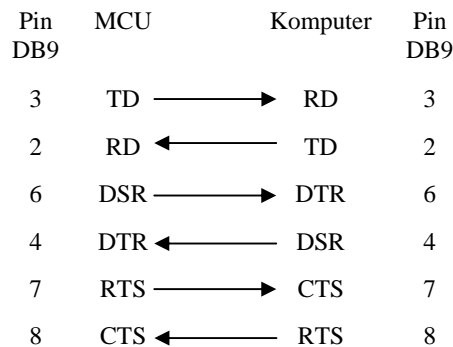 Pin MCU Komputer Pin
DB9 DB9
3 TD RD 3
2 RD TD 2
6 DSR DTR 6
4 DTR DSR 4
7 RTS CTS 7
8 CTS RTS 8